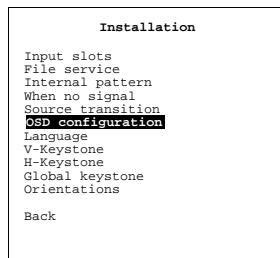 Installation
Input slots
File service
Internal pattern
When no signal
Source transition
OSD configuration
Language
V-Keystone
H-Keystone
Global keystone
Orientations
Back